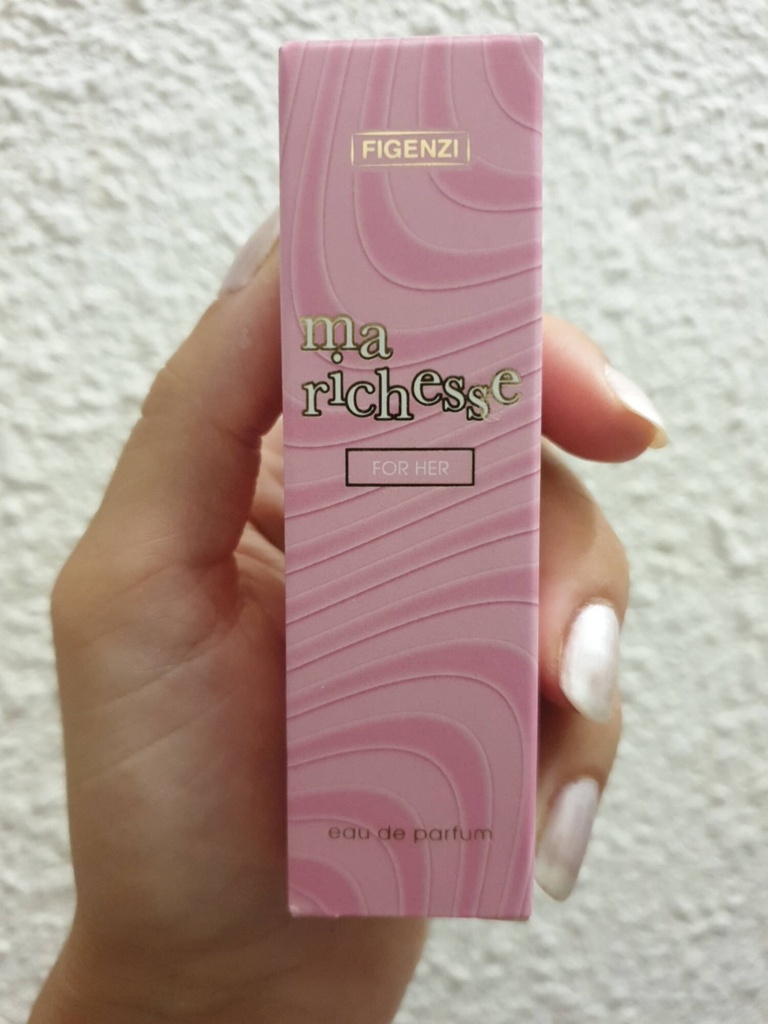 FIGENZI
ma
richesse
FOR HER
eau de parfum